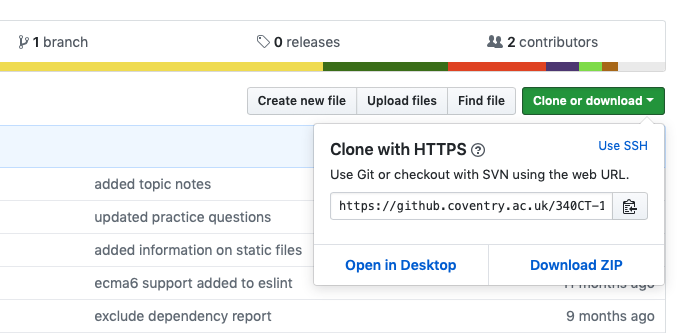 1 branch
0 releases
2 contributors
Create new file
Upload files
Find file
Clone or download
Clone with HTTPS
Use SSH
Use Git or checkout with SVN using the web URL.
https://github.coventry.ac.uk/340CT-1
Open in Desktop
Download ZIP
added topic notes
updated practice questions
added information on static files
ecma6 support added to eslint
11 months ago
exclude dependency report
9 months ago